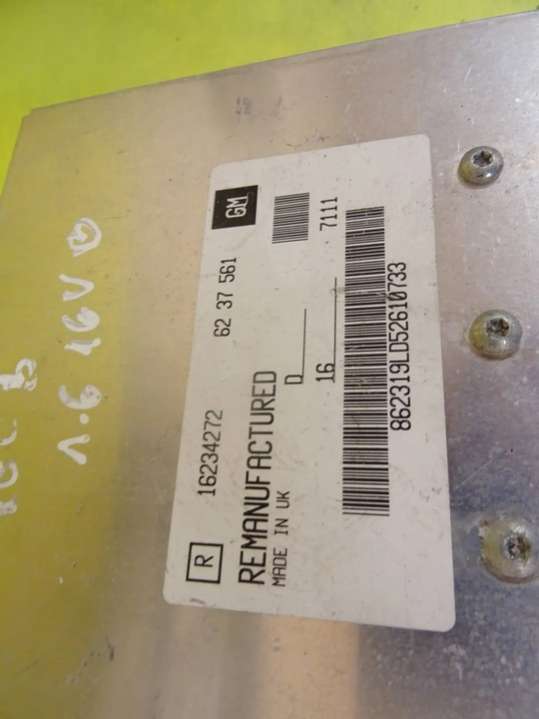 1.6 16V
R 16234272 62 37 561 GM
REMANUFACTURED
MADE IN UK
D
16 7111
862319LD52610733